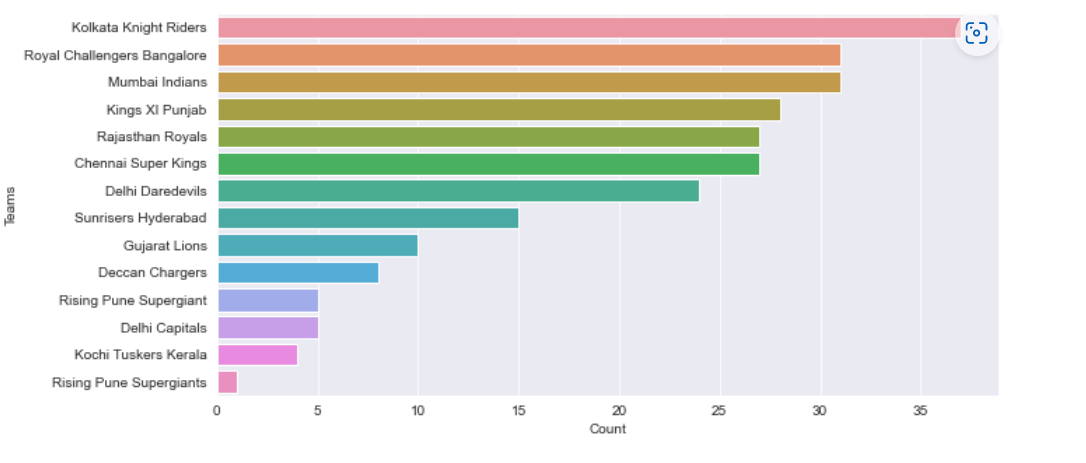 Kolkata Knight Riders
Royal Challengers Bangalore
Mumbai Indians
Kings XI Punjab
Rajasthan Royals
Chennai Super Kings
Delhi Daredevils
Sunrisers Hyderabad
Gujarat Lions
Deccan Chargers
Rising Pune Supergiant
Delhi Capitals
Kochi Tuskers Kerala
Rising Pune Supergiants
Teams
0 5 10 15 20 25 30 35
Count